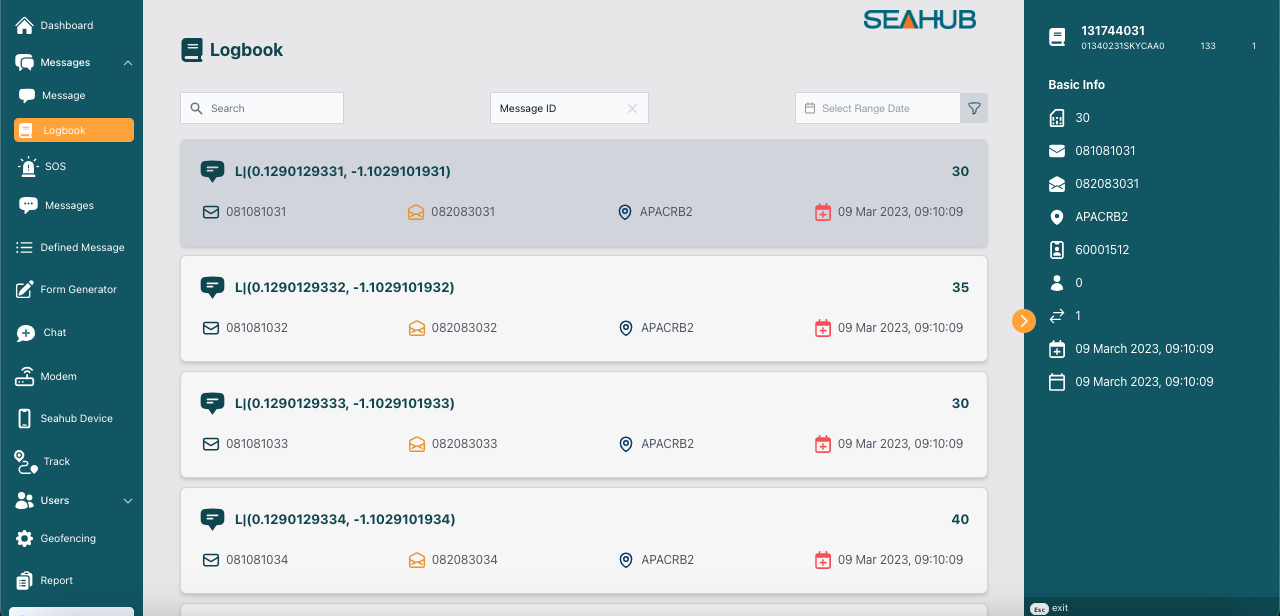 Dashboard
Messages
Message
Logbook
SOS
Messages
Defined Message
Form Generator
Chat
Modem
Seahub Device
Track
Users
Geofencing
Report
SEAHUB
Logbook
Search
Message ID
Select Range Date
L|(0.1290129331, -1.1029101931) 30
081081031 082083031 APACRB2 09 Mar 2023, 09:10:09
L|(0.1290129332, -1.1029101932) 35
081081032 082083032 APACRB2 09 Mar 2023, 09:10:09
L|(0.1290129333, -1.1029101933) 30
081081033 082083033 APACRB2 09 Mar 2023, 09:10:09
L|(0.1290129334, -1.1029101934) 40
081081034 082083034 APACRB2 09 Mar 2023, 09:10:09
131744031
01340231SKYCAA0 133 1
Basic Info
30
081081031
082083031
APACRB2
60001512
0
1
09 March 2023, 09:10:09
09 March 2023, 09:10:09
Esc exit